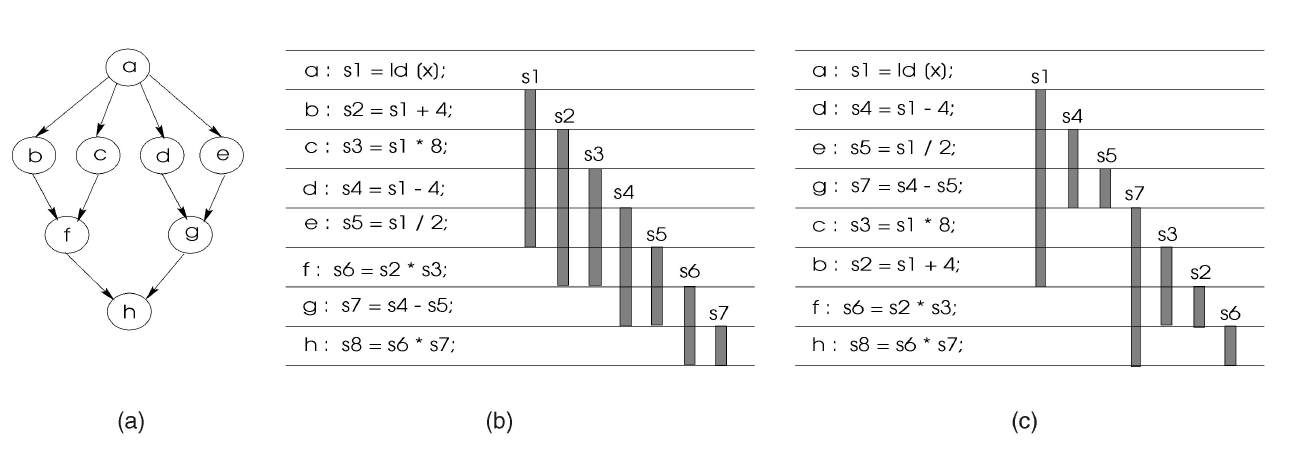 a
b
c
d
e
f
g
h
(a)
a : s1 = ld (x);
b : s2 = s1 + 4;
c : s3 = s1 * 8;
d : s4 = s1 - 4;
e : s5 = s1 / 2;
f : s6 = s2 * s3;
g : s7 = s4 - s5;
h : s8 = s6 * s7;
s1
s2
s3
s4
s5
s6
s7
(b)
a : s1 = ld (x);
d : s4 = s1 - 4;
e : s5 = s1 / 2;
g : s7 = s4 - s5;
c : s3 = s1 * 8;
b : s2 = s1 + 4;
f : s6 = s2 * s3;
h : s8 = s6 * s7;
s1
s4
s5
s7
s3
s2
s6
(c)